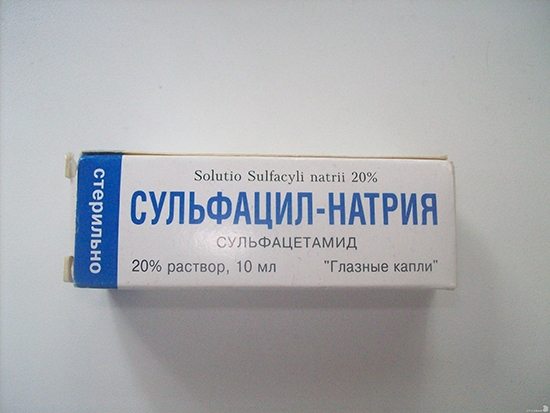 стерильно
Solutio Sulfacyli natrii 20%
СУЛЬФАЦИЛ-НАТРИЯ
СУЛЬФАЦЕТАМИД
20% раствор, 10 мл "Глазные капли"